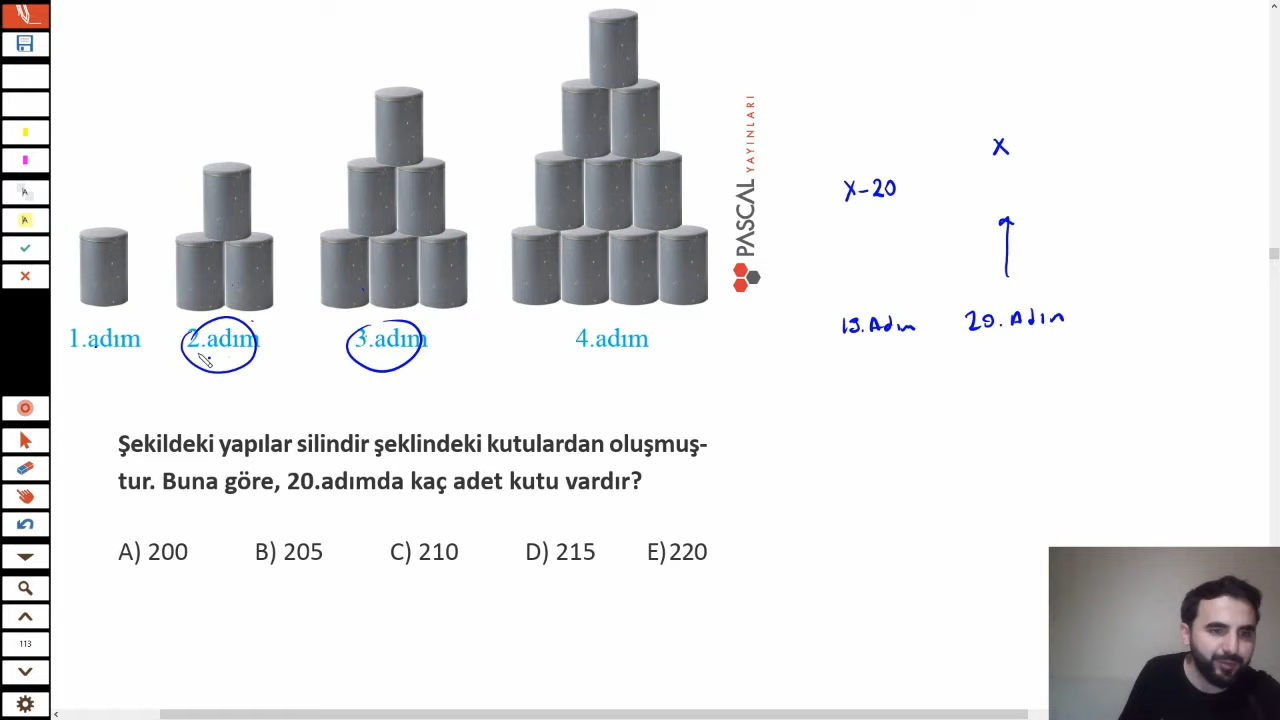 PASCAL YAYINLARI
x
x-20
1.adım 2.adım 3.adım 4.adım
19.Adım 20.Adım
Şekildeki yapılar silindir şeklindeki kutulardan oluşmuş-
tur. Buna göre, 20.adımda kaç adet kutu vardır?
A) 200 B) 205 C) 210 D) 215 E)220
A
A
113